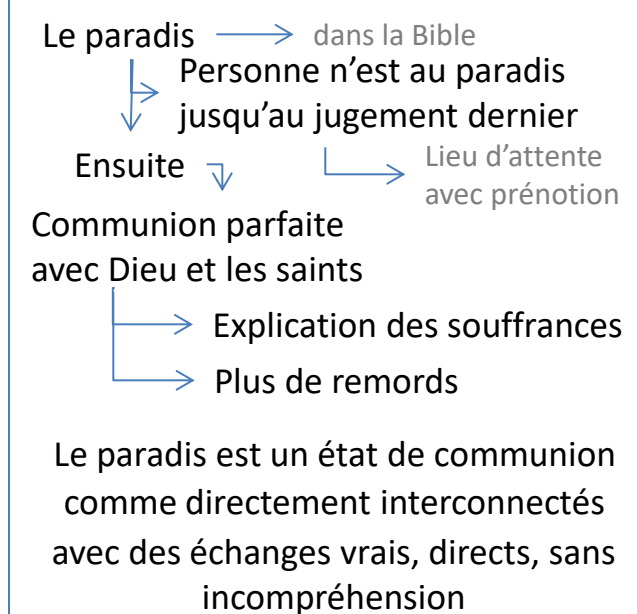 Le paradis dans la Bible
Personne n'est au paradis
jusqu'au jugement dernier
Ensuite
Lieu d'attente
avec prénotion
Communion parfaite
avec Dieu et les saints
Explication des souffrances
Plus de remords
Le paradis est un état de communion
comme directement interconnectés
avec des échanges vrais, directs, sans
incompréhension